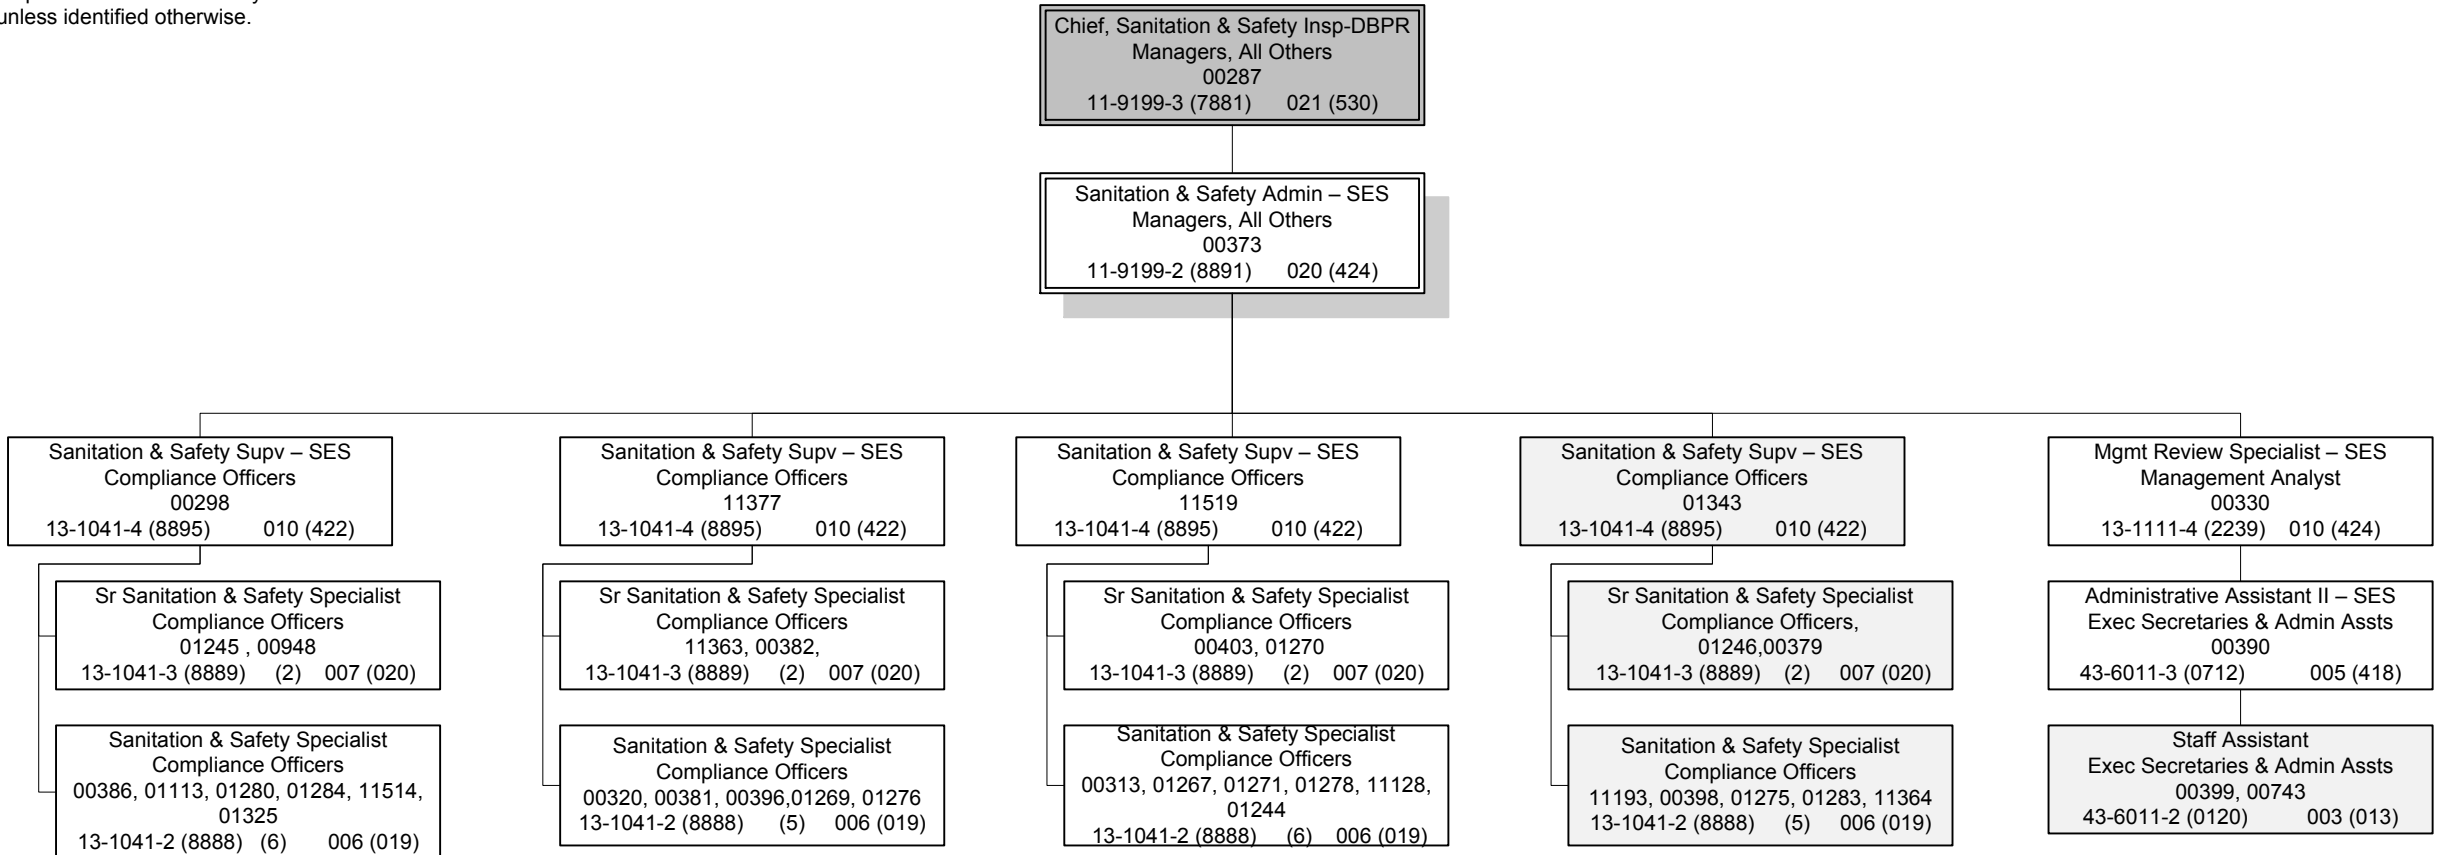 unless identified otherwise.
Chief, Sanitation & Safety Insp-DBPR
Managers, All Others
00287
11-9199-3 (7881) 021 (530)
Sanitation & Safety Admin – SES
Managers, All Others
00373
11-9199-2 (8891) 020 (424)
Sanitation & Safety Supv – SES
Compliance Officers
00298
13-1041-4 (8895) 010 (422)
Sr Sanitation & Safety Specialist
Compliance Officers
01245 , 00948
13-1041-3 (8889) (2) 007 (020)
Sanitation & Safety Specialist
Compliance Officers
00386, 01113, 01280, 01284, 11514,
01325
13-1041-2 (8888) (6) 006 (019)
Sanitation & Safety Supv – SES
Compliance Officers
11377
13-1041-4 (8895) 010 (422)
Sr Sanitation & Safety Specialist
Compliance Officers
11363, 00382,
13-1041-3 (8889) (2) 007 (020)
Sanitation & Safety Specialist
Compliance Officers
00320, 00381, 00396,01269, 01276
13-1041-2 (8888) (5) 006 (019)
Sanitation & Safety Supv – SES
Compliance Officers
11519
13-1041-4 (8895) 010 (422)
Sr Sanitation & Safety Specialist
Compliance Officers
00403, 01270
13-1041-3 (8889) (2) 007 (020)
Sanitation & Safety Specialist
Compliance Officers
00313, 01267, 01271, 01278, 11128,
01244
13-1041-2 (8888) (6) 006 (019)
Sanitation & Safety Supv – SES
Compliance Officers
01343
13-1041-4 (8895) 010 (422)
Sr Sanitation & Safety Specialist
Compliance Officers,
01246,00379
13-1041-3 (8889) (2) 007 (020)
Sanitation & Safety Specialist
Compliance Officers
11193, 00398, 01275, 01283, 11364
13-1041-2 (8888) (5) 006 (019)
Mgmt Review Specialist – SES
Management Analyst
00330
13-1111-4 (2239) 010 (424)
Administrative Assistant II – SES
Exec Secretaries & Admin Assts
00390
43-6011-3 (0712) 005 (418)
Staff Assistant
Exec Secretaries & Admin Assts
00399, 00743
43-6011-2 (0120) 003 (013)